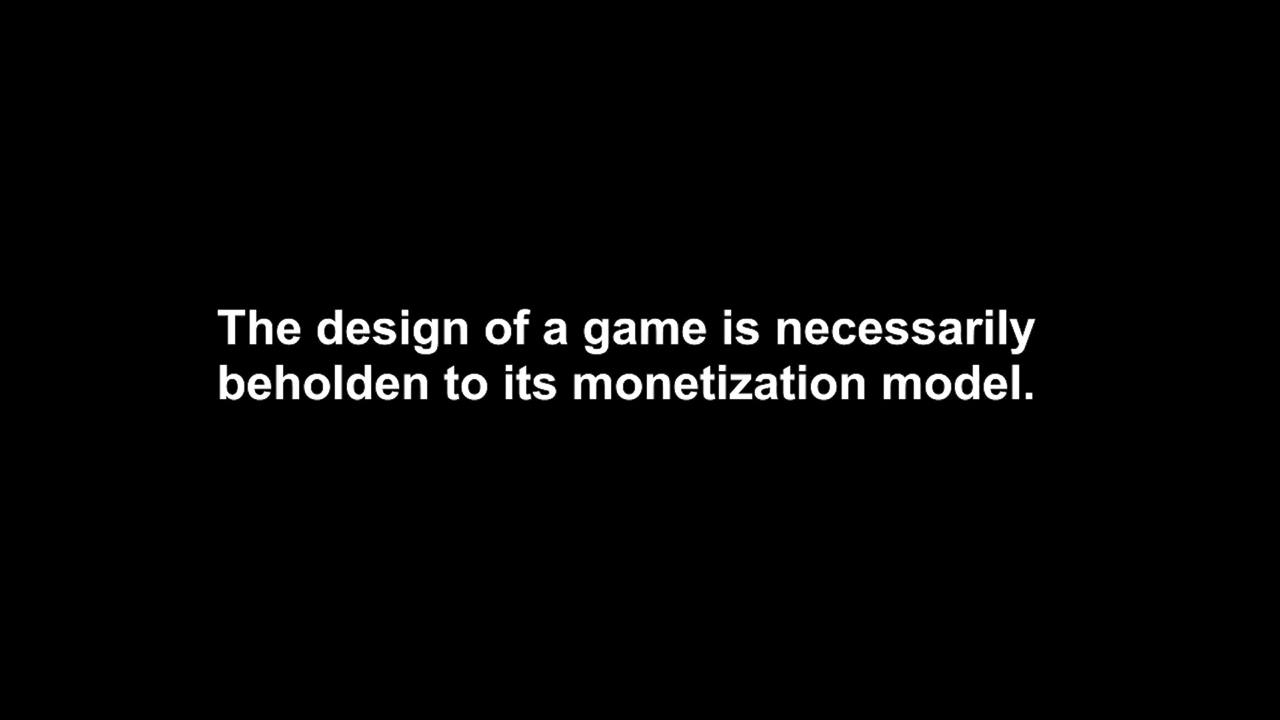 The design of a game is necessarily
beholden to its monetization model.